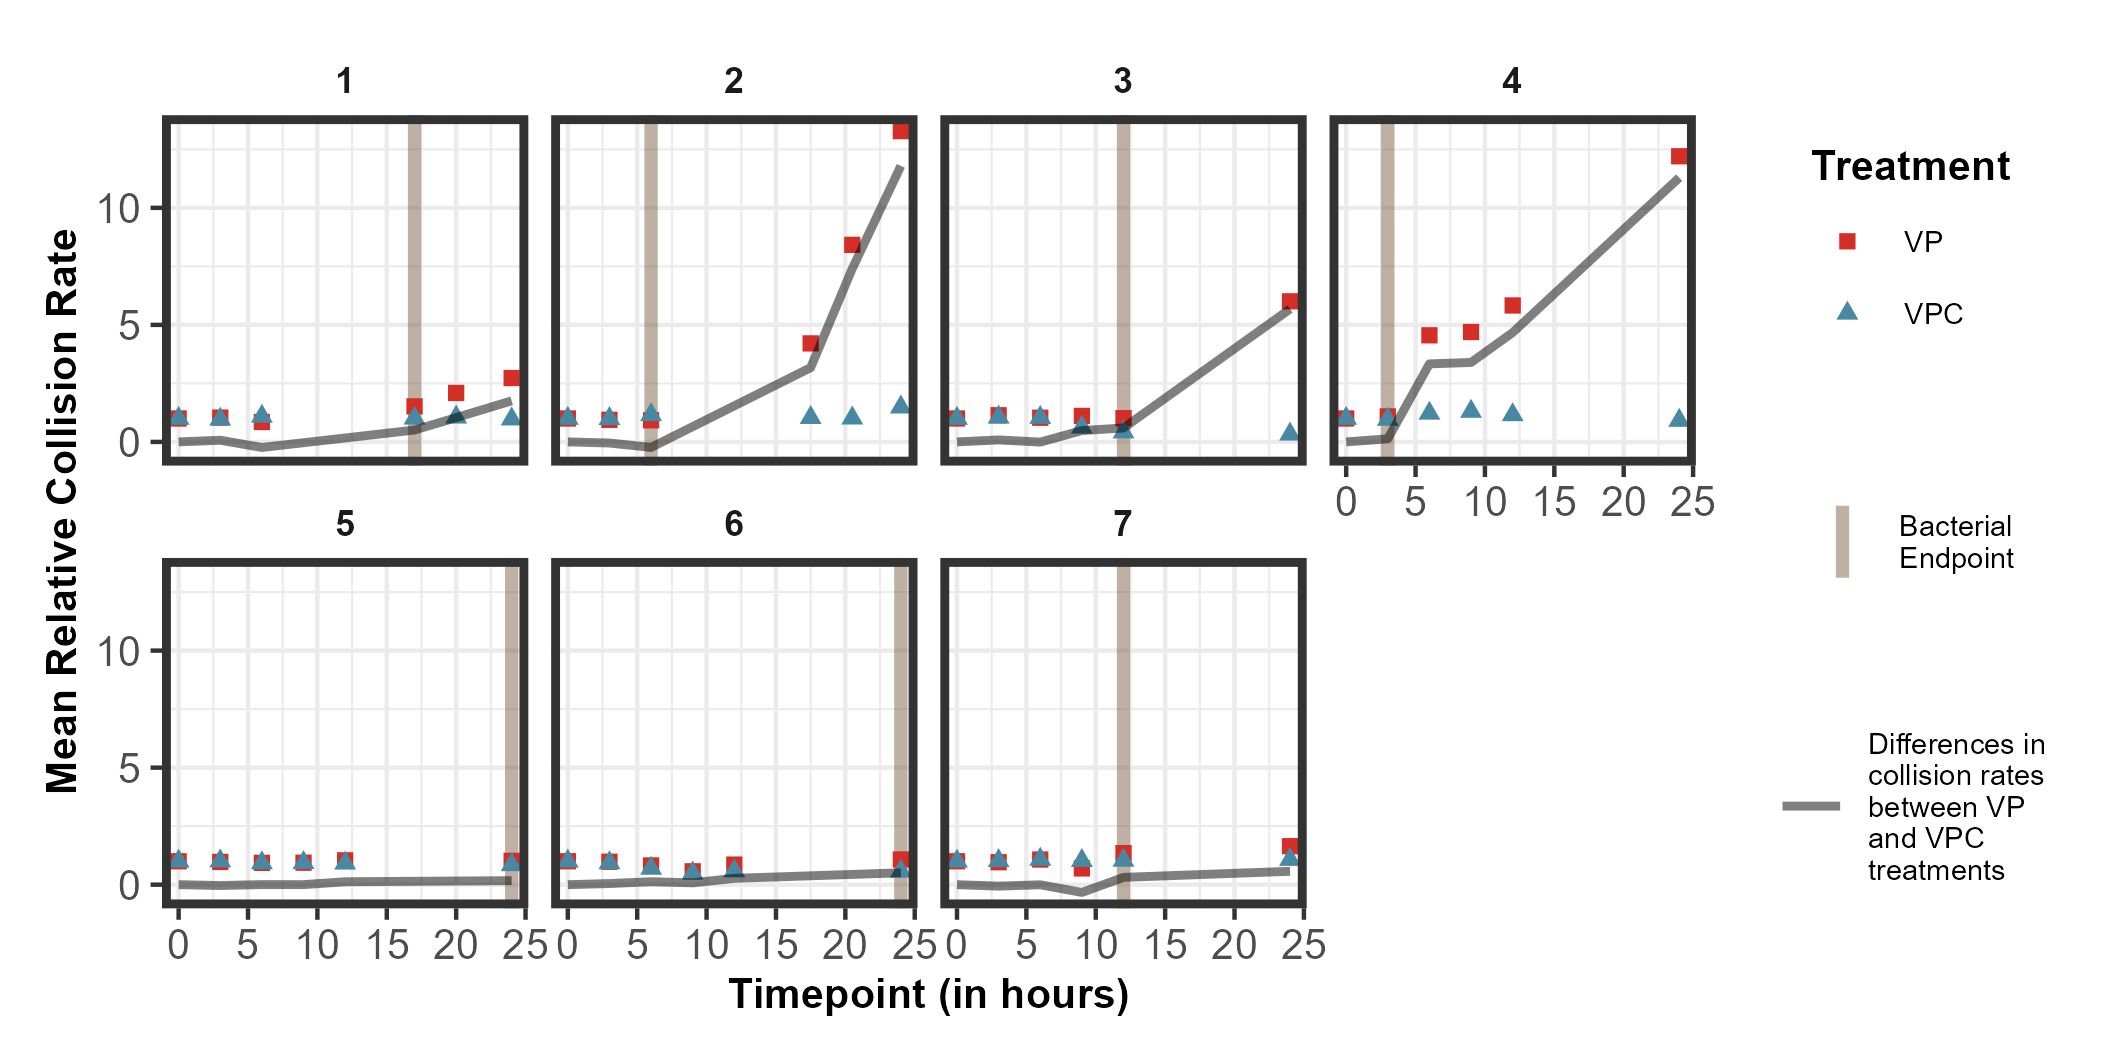 1 2 3 4
Mean Relative Collision Rate
10
5
0
0 5 10 15 20 25
5 6 7
10
5
0
0 5 10 15 20 25 0 5 10 15 20 25 0 5 10 15 20 25
Timepoint (in hours)
Treatment
VP
VPC
Bacterial
Endpoint
Differences in
collision rates
between VP
and VPC
treatments